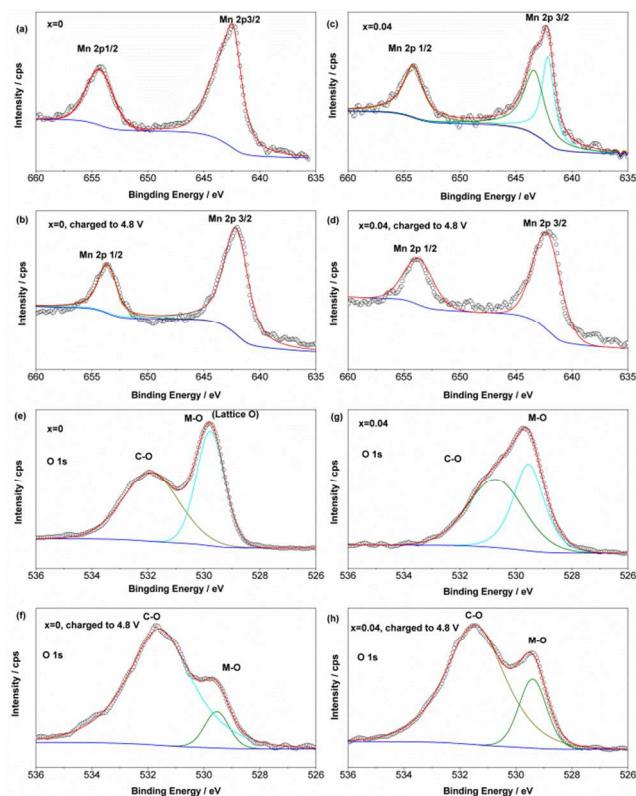 (a)
x=0
Mn 2p3/2
Mn 2p1/2
Intensity / cps
660 655 650 645 640 635
Bingding Energy / eV
(c)
x=0.04
Mn 2p 3/2
Mn 2p 1/2
Intensity / cps
660 655 650 645 640 635
Bingding Energy / eV
(b)
x=0, charged to 4.8 V
Mn 2p 3/2
Mn 2p 1/2
Intensity / cps
660 655 650 645 640 635
Binding Energy / eV
(d)
x=0.04, charged to 4.8 V
Mn 2p 3/2
Mn 2p 1/2
Intensity / cps
660 655 650 645 640 635
Binding Energy / eV
(e)
x=0
M-O (Lattice O)
C-O
O 1s
Intensity / cps
536 534 532 530 528 526
Binding Energy / eV
(g)
x=0.04
M-O
C-O
O 1s
Intensity / cps
536 534 532 530 528 526
Binding Energy / eV
(f)
x=0, charged to 4.8 V
C-O
M-O
O 1s
Intensity / cps
536 534 532 530 528 526
Binding Energy / eV
(h)
C-O
x=0.04, charged to 4.8 V
M-O
O 1s
Intensity / cps
536 534 532 530 528 526
Binding Energy / eV